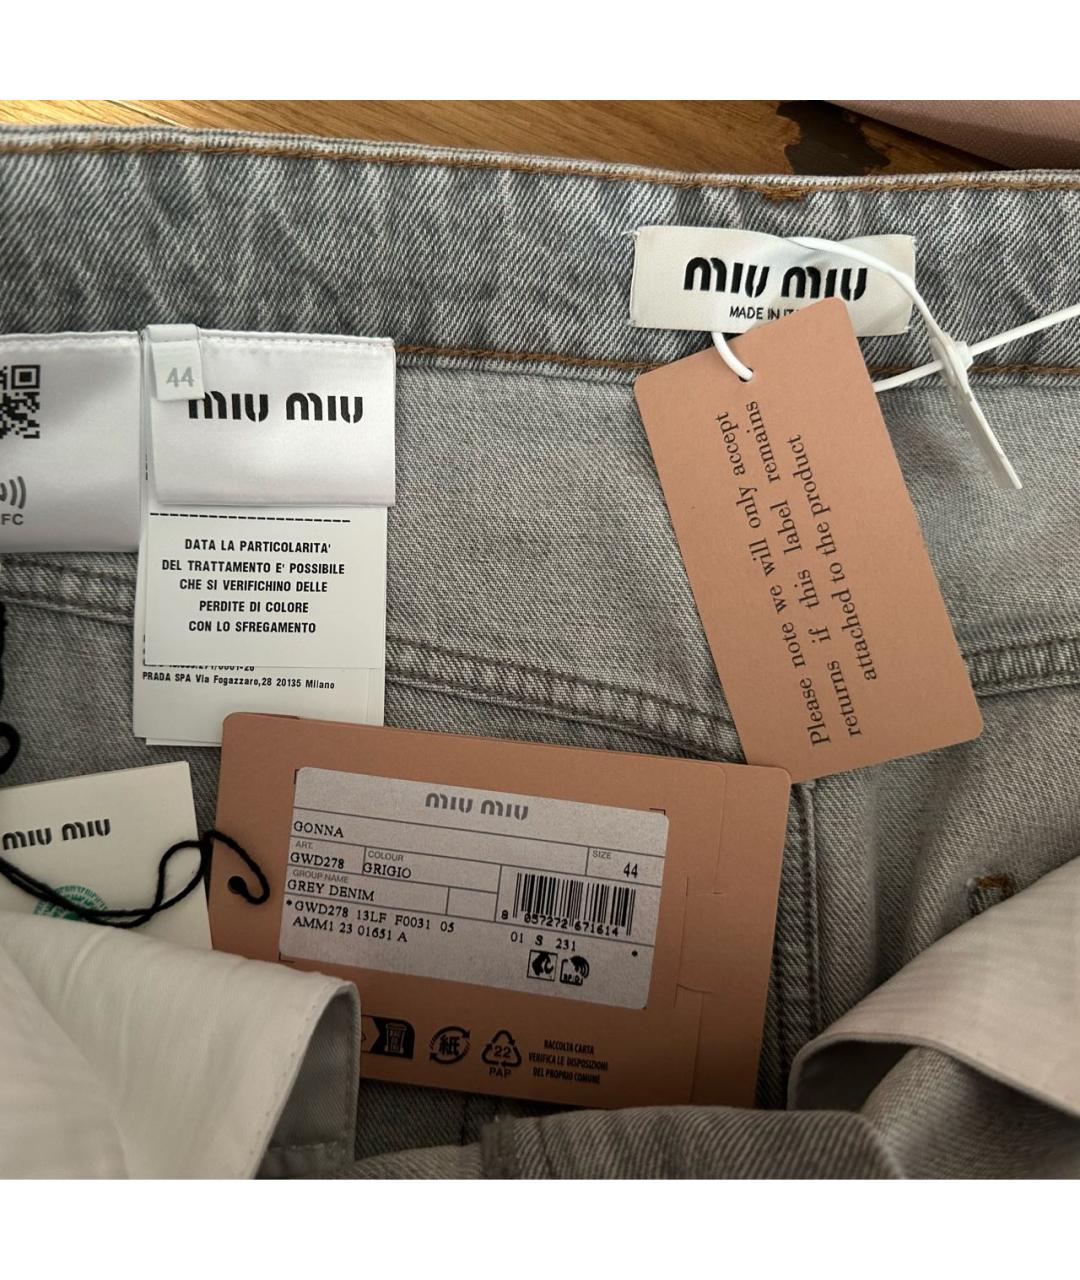 MIU MIU
MADE IN
44
MIU MIU
FC
DATA LA PARTICOLARITA'
DEL TRATTAMENTO E' POSSIBILE
CHE SI VERIFICHINO DELLE
PERDITE DI COLORE
CON LO SFREGAMENTO
PRADA SPA Via Fogazzaro,28 20135 Milano
Please note we will only accept
returns if this label remains
attached to the product
MIU MIU
MIU MIU
GONNA
ART.
GWD278
COLOUR
GRIGIO
SIZE
44
GROUP NAME
GREY DENIM
*GWD278 13LF F0031 05
AMM1 23 01651 A
8 057272 671614
01 S 231
紙
22
PAP
RACCOLTA CARTA
VERIFICA LE DISPOSIZIONI
DEL PROPRIO COMUNE